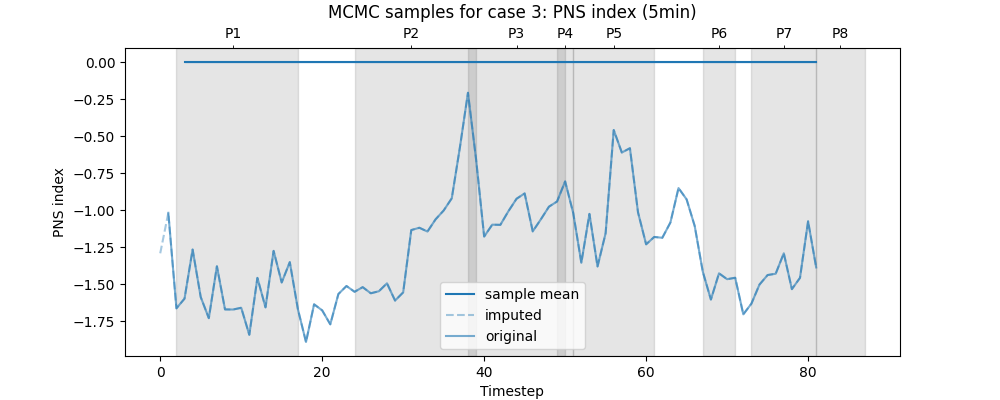 MCMC samples for case 3: PNS index (5min)
P1 P2 P3 P4 P5 P6 P7 P8
0.00
−0.25
−0.50
−0.75
−1.00
−1.25
−1.50
−1.75
PNS index
sample mean
imputed
original
0 20 40 60 80
Timestep